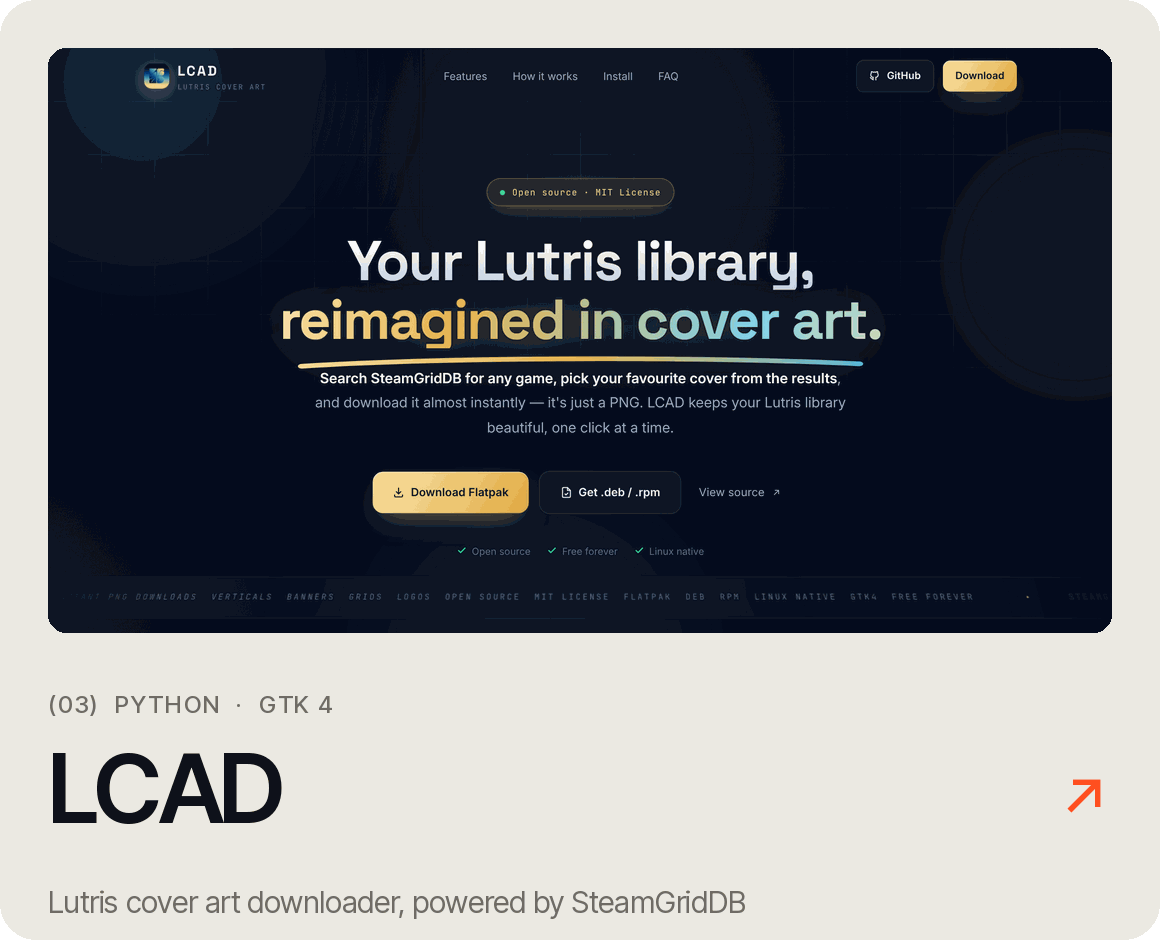 LCAD
LUTRIS COVER ART
Features How it works Install FAQ
GitHub Download
Open source · MIT License
Your Lutris library,
reimagined in cover art.
Search SteamGridDB for any game, pick your favourite cover from the results,
and download it almost instantly — it's just a PNG. LCAD keeps your Lutris library
beautiful, one click at a time.
Download Flatpak Get .deb / .rpm View source ↗
Open source Free forever Linux native
PNG DOWNLOADS VERTICALS BANNERS GRIDS LOGOS OPEN SOURCE MIT LICENSE FLATPAK DEB RPM LINUX NATIVE GTK4 FREE FOREVER
(03) PYTHON · GTK 4
LCAD
Lutris cover art downloader, powered by SteamGridDB